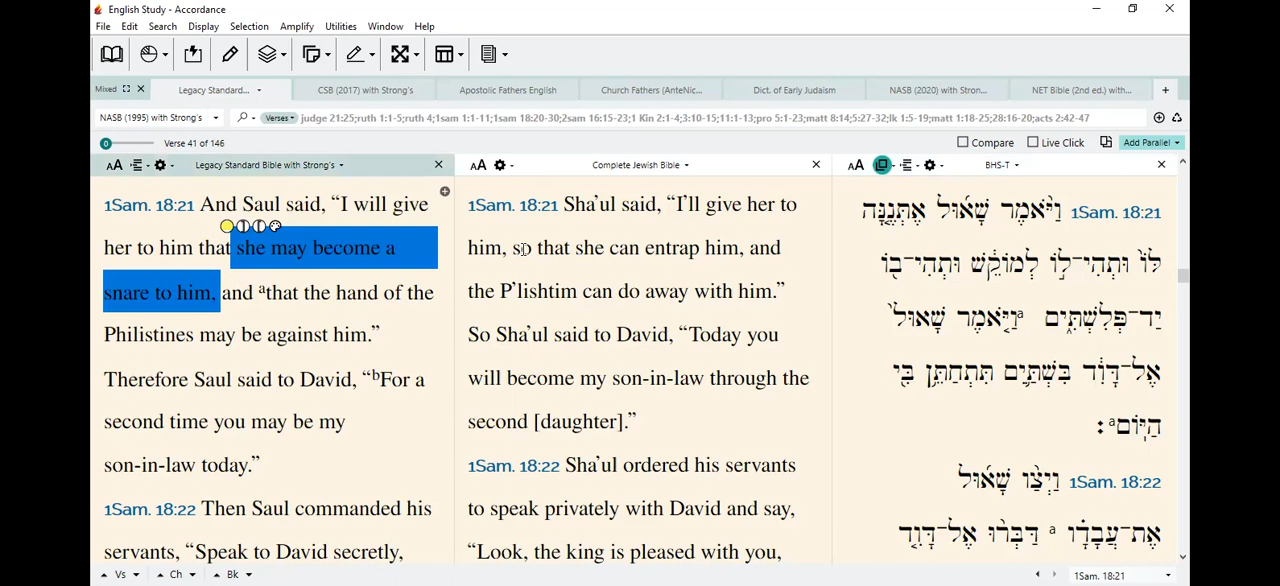 English Study - Accordance
File Edit Search Display Selection Amplify Utilities Window Help
Mixed
Legacy Standard...
CSB (2017) with Strong's
Apostolic Fathers English
Church Fathers (AnteNic...
Dict. of Early Judaism
NASB (2020) with Stron...
NET Bible (2nd ed.) with...
NASB (1995) with Strong's
Verses
judge 21:25;ruth 1:1-5;ruth 4;1sam 1:1-11;1sam 18:20-30;2sam 16:15-23;1 Kin 2:1-4;3:10-15;11:1-13;pro 5:1-23;matt 8:14;5:27-32;lk 1:5-19;matt 1:18-25;28:16-20;acts 2:42-47
0
Verse 41 of 146
Compare
Live Click
Add Parallel
Legacy Standard Bible with Strong's
1Sam. 18:21 And Saul said, “I will give
her to him that she may become a
snare to him, and ᵃthat the hand of the
Philistines may be against him.”
Therefore Saul said to David, “ᵇFor a
second time you may be my
son-in-law today.”
1Sam. 18:22 Then Saul commanded his
servants, “Speak to David secretly,
Complete Jewish Bible
1Sam. 18:21 Sha’ul said, “I’ll give her to
him, so that she can entrap him, and
the P’lishtim can do away with him.”
So Sha’ul said to David, “Today you
will become my son-in-law through the
second [daughter].”
1Sam. 18:22 Sha’ul ordered his servants
to speak privately with David and say,
“Look, the king is pleased with you,
BHS-T
1Sam. 18:21 וַיֹּ֨אמֶר שָׁא֜וּל אֶתְּנֶ֤נָּה
לּוֹ֙ וּתְהִי־ל֣וֹ לְמוֹקֵ֔שׁ וּתְהִי־ב֖וֹ
יַד־פְּלִשְׁתִּ֑ים ᵃוַיֹּ֤אמֶר שָׁאוּל֙
אֶל־דָּוִ֔ד בִּשְׁתַּ֛יִם תִּתְחַתֵּ֥ן בִּ֖י
הַיּֽוֹםᵃ׃
1Sam. 18:22 וַיְצַ֨ו שָׁא֜וּל
אֶת־עֲבָדָ֗ו ᵃ דַּבְּר֨וּ אֶל־דָּוִ֤ד
Vs Ch Bk
1Sam. 18:21